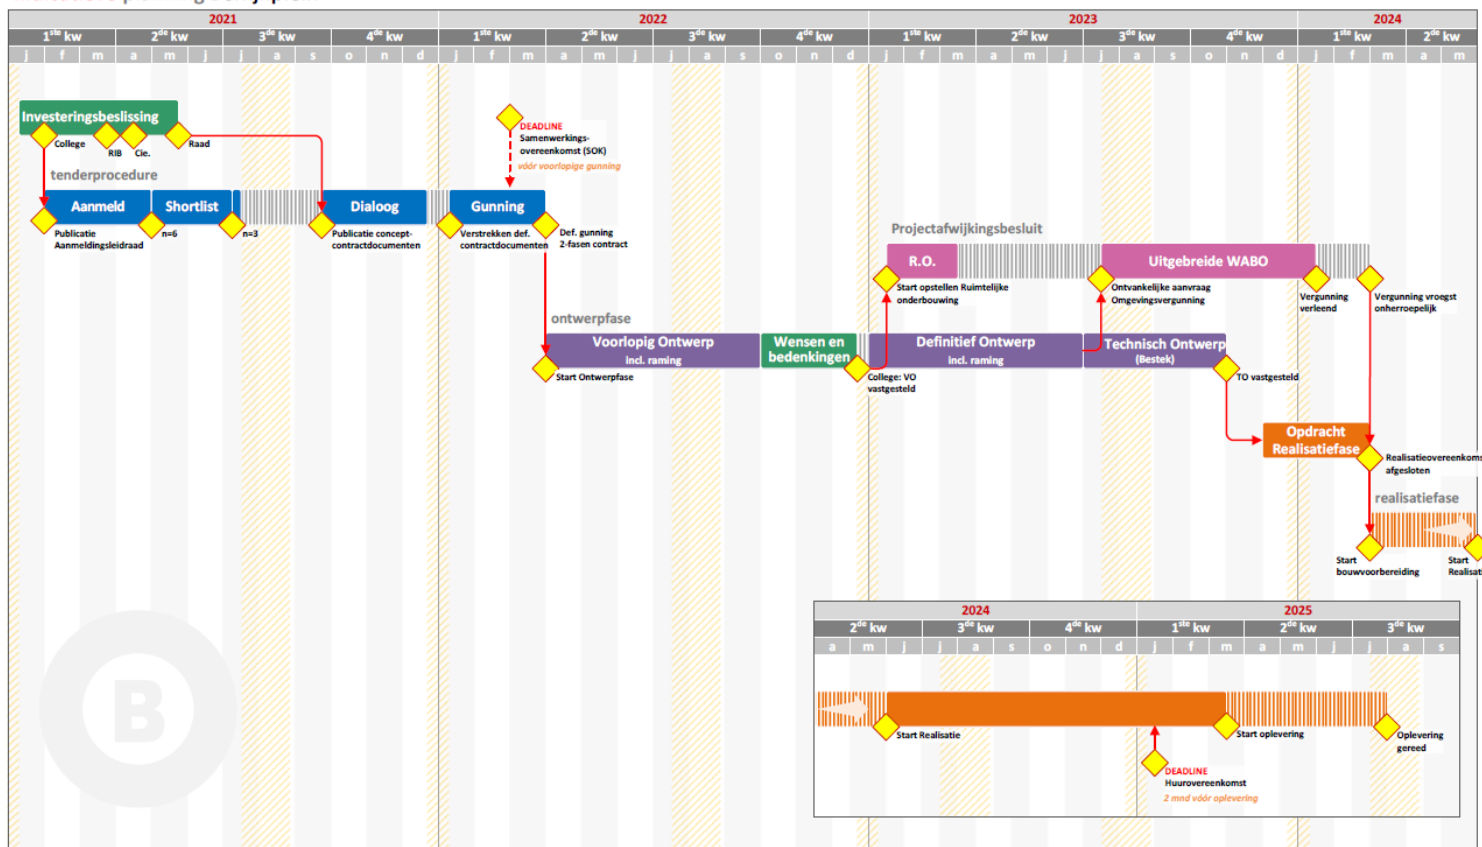 planning
2021 2022 2023 2024
1ste kw 2de kw 3de kw 4de kw 1ste kw 2de kw 3de kw 4de kw 1ste kw 2de kw 3de kw 4de kw 1ste kw 2de kw
j f m a m j j a s o n d j f m a m j j a s o n d j f m a m j j a s o n d j f m a m
Investeringsbeslissing
College
RIB
Cie.
Raad
DEADLINE
Samenwerkings-
overeenkomst (SOK)
vóór voorlopige gunning
tenderprocedure
Aanmeld Shortlist Dialoog Gunning
Publicatie
Aanmeldingsleidraad
n=6
n=3
Publicatie concept-
contractdocumenten
Verstrekken def.
contractdocumenten
Def. gunning
2-fasen contract
Projectafwijkingsbesluit
R.O. Uitgebreide WABO
Start opstellen Ruimtelijke
onderbouwing
Ontvankelijke aanvraag
Omgevingsvergunning
Vergunning
verleend
Vergunning vroegst
onherroepelijk
ontwerpfase
Voorlopig Ontwerp
incl. raming
Wensen en
bedenkingen
Definitief Ontwerp
incl. raming
Technisch Ontwerp
(Bestek)
Start Ontwerpfase
College: VO
vastgesteld
TO vastgesteld
Opdracht
Realisatiefase
Realisatieovereenkoms
afgesloten
realisatiefase
Start
bouwvoorbereiding
Start
Realisati
2024 2025
2de kw 3de kw 4de kw 1ste kw 2de kw 3de kw
a m j j a s o n d j f m a m j j a s
Start Realisatie
Start oplevering
Oplevering
gereed
DEADLINE
Huurovereenkomst
2 mnd vóór oplevering
B